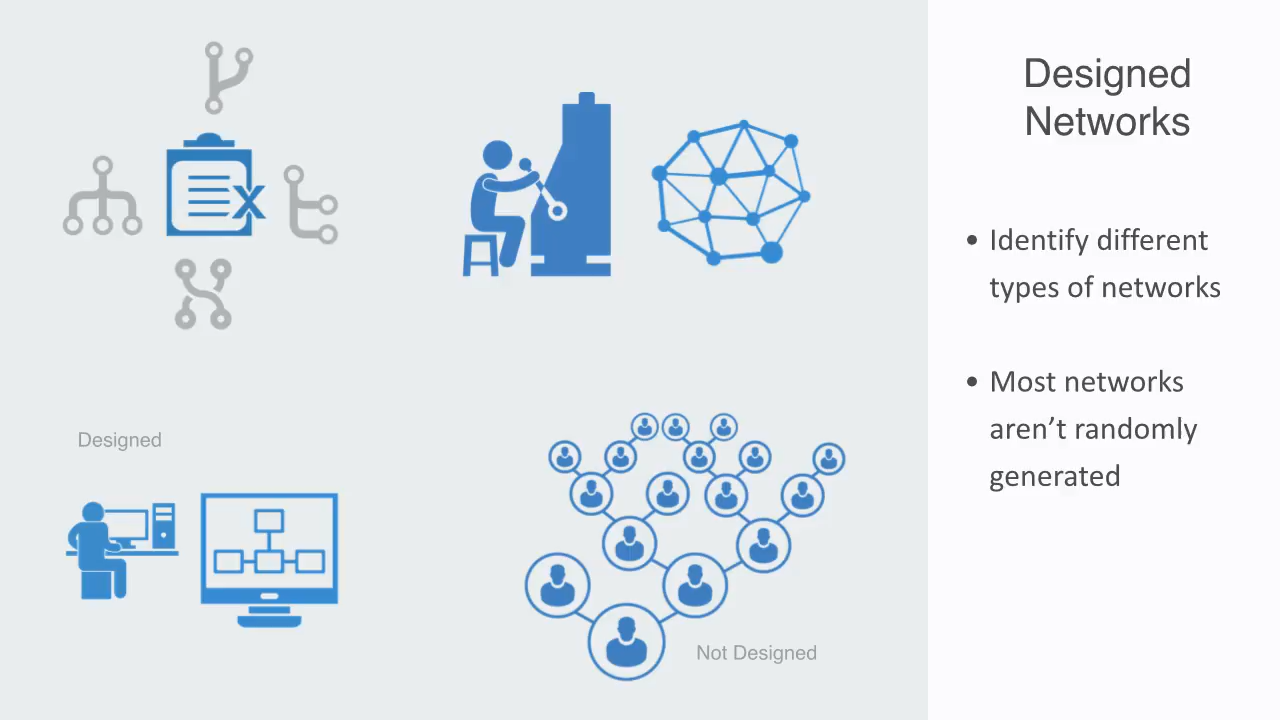 Designed
Networks
• Identify different
types of networks
• Most networks
aren't randomly
generated
Designed
Not Designed